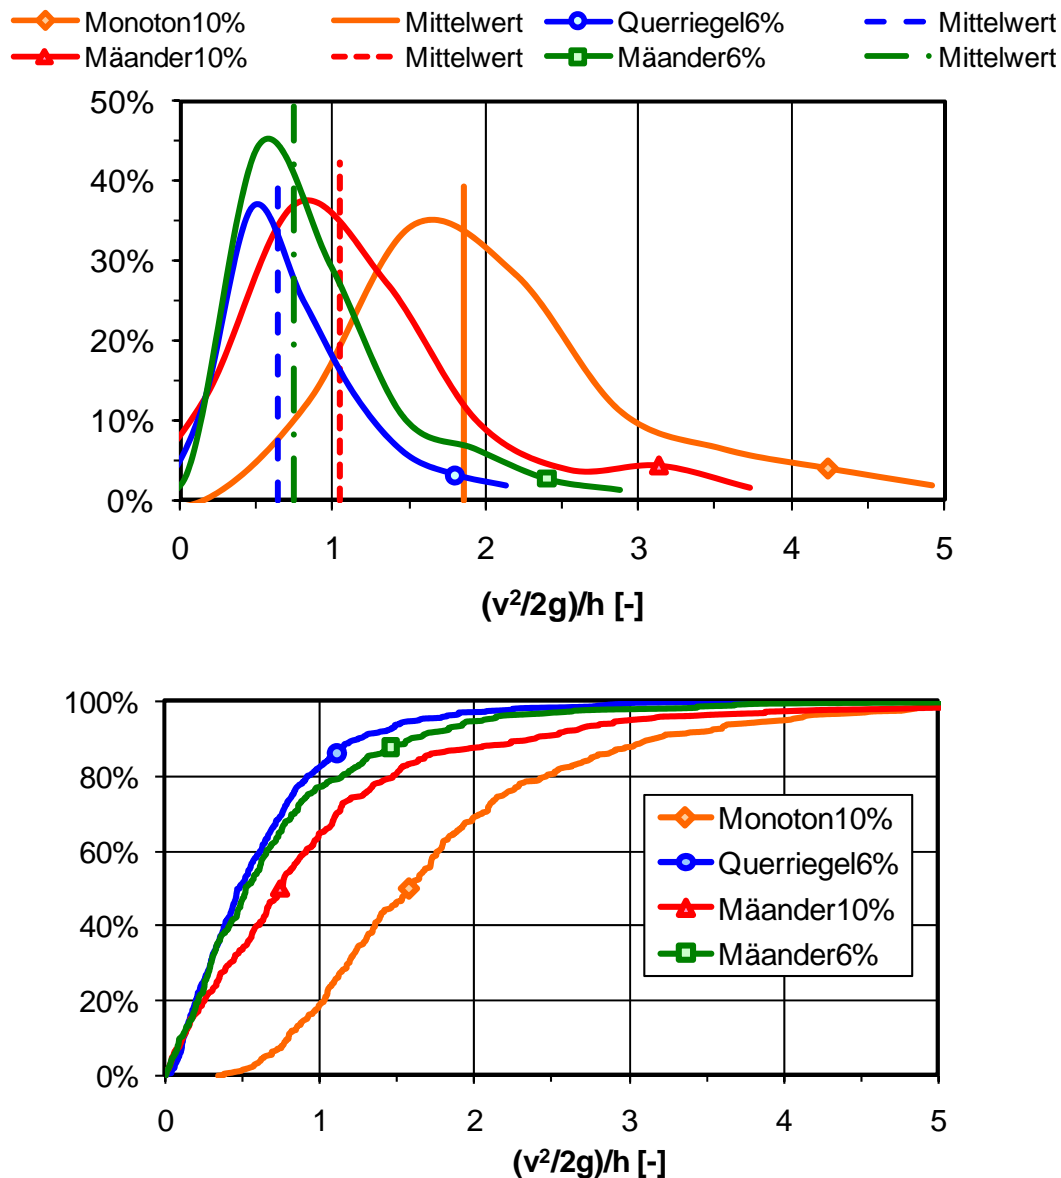 Monoton10% Mittelwert Querriegel6% Mittelwert
Mäander10% Mittelwert Mäander6% Mittelwert
50%
40%
30%
20%
10%
0%
0 1 2 3 4 5
(v²/2g)/h [-]
100%
80%
60%
40%
20%
0%
Monoton10%
Querriegel6%
Mäander10%
Mäander6%
0 1 2 3 4 5
(v²/2g)/h [-]